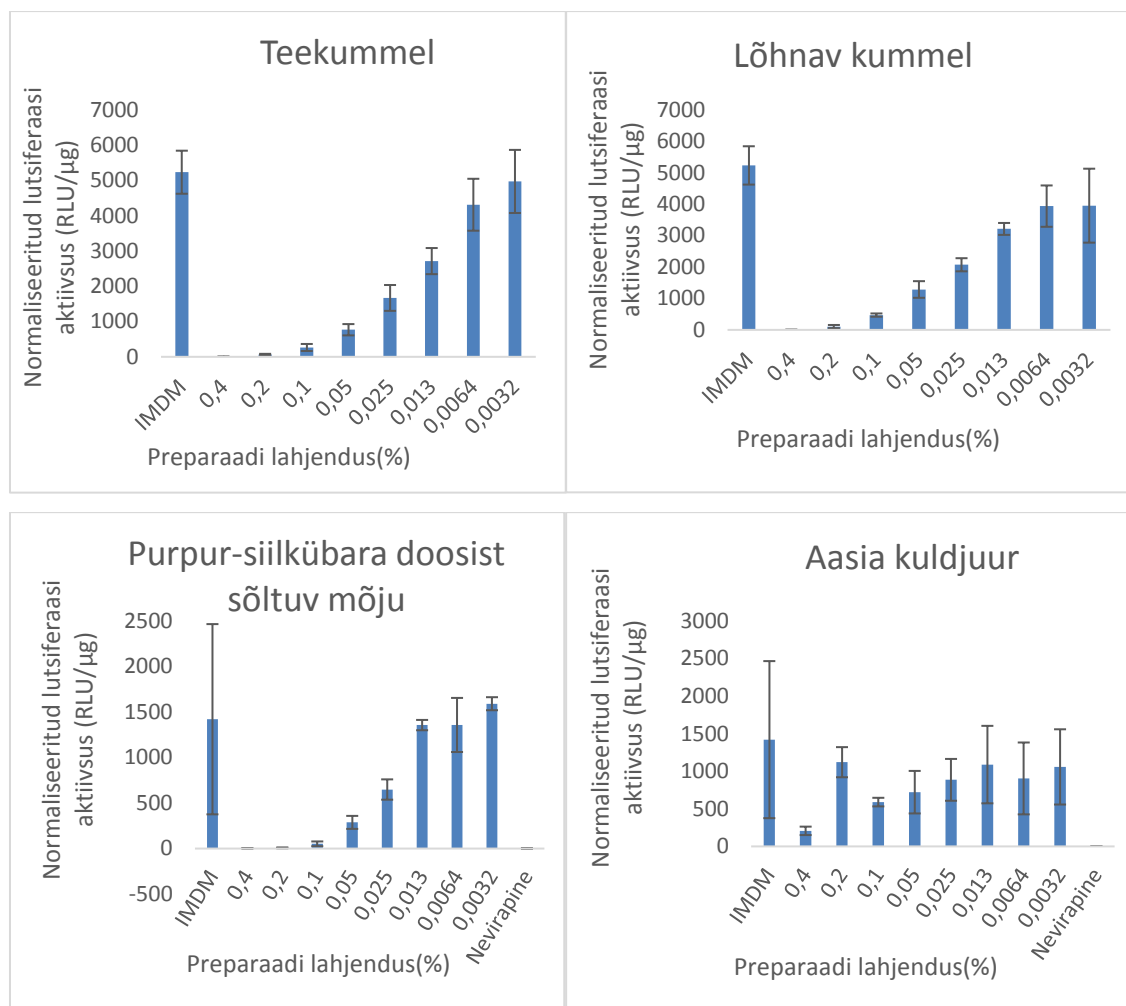 Teekummel
Normaliseeritud lutsiferaasi
aktiivsus (RLU/µg)
7000
6000
5000
4000
3000
2000
1000
0
IMDM
0,4
0,2
0,1
0,05
0,025
0,013
0,0064
0,0032
Preparaadi lahjendus(%)
Lõhnav kummel
Normaliseeritud lutsiferaasi
aktiivsus (RLU/µg)
7000
6000
5000
4000
3000
2000
1000
0
IMDM
0,4
0,2
0,1
0,05
0,025
0,013
0,0064
0,0032
Preparaadi lahjendus(%)
Purpur-siilkübara doosist
sõltuv mõju
Normaliseeritud lutsiferaasi
aktiivsus (RLU/µg)
2500
2000
1500
1000
500
0
-500
IMDM
0,4
0,2
0,1
0,05
0,025
0,013
0,0064
0,0032
Nevirapine
Preparaadi lahjendus(%)
Aasia kuldjuur
Normaliseeritud lutsiferaasi
aktiivsus (RLU/µg)
3000
2500
2000
1500
1000
500
0
IMDM
0,4
0,2
0,1
0,05
0,025
0,013
0,0064
0,0032
Nevirapine
Preparaadi lahjendus(%)